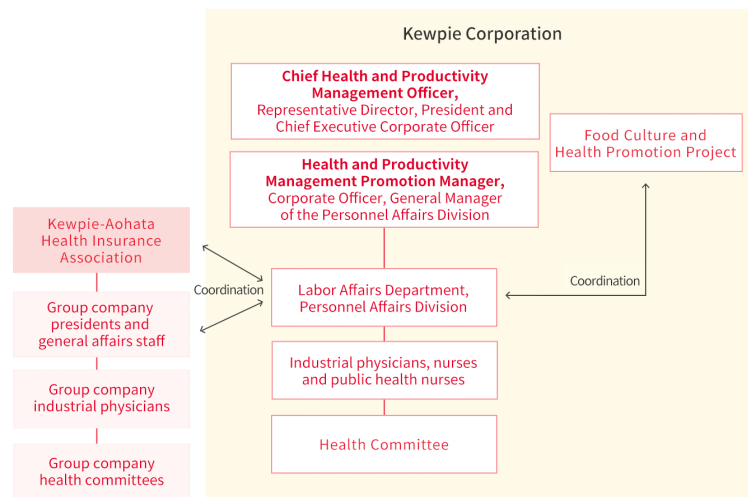 Kewpie Corporation
Chief Health and Productivity
Management Officer,
Representative Director, President and
Chief Executive Corporate Officer
Food Culture and
Health Promotion Project
Health and Productivity
Management Promotion Manager,
Corporate Officer, General Manager
of the Personnel Affairs Division
Kewpie-Aohata
Health Insurance
Association
Coordination
Labor Affairs Department,
Personnel Affairs Division
Coordination
Group company
presidents and
general affairs staff
Industrial physicians, nurses
and public health nurses
Group company
industrial physicians
Health Committee
Group company
health committees